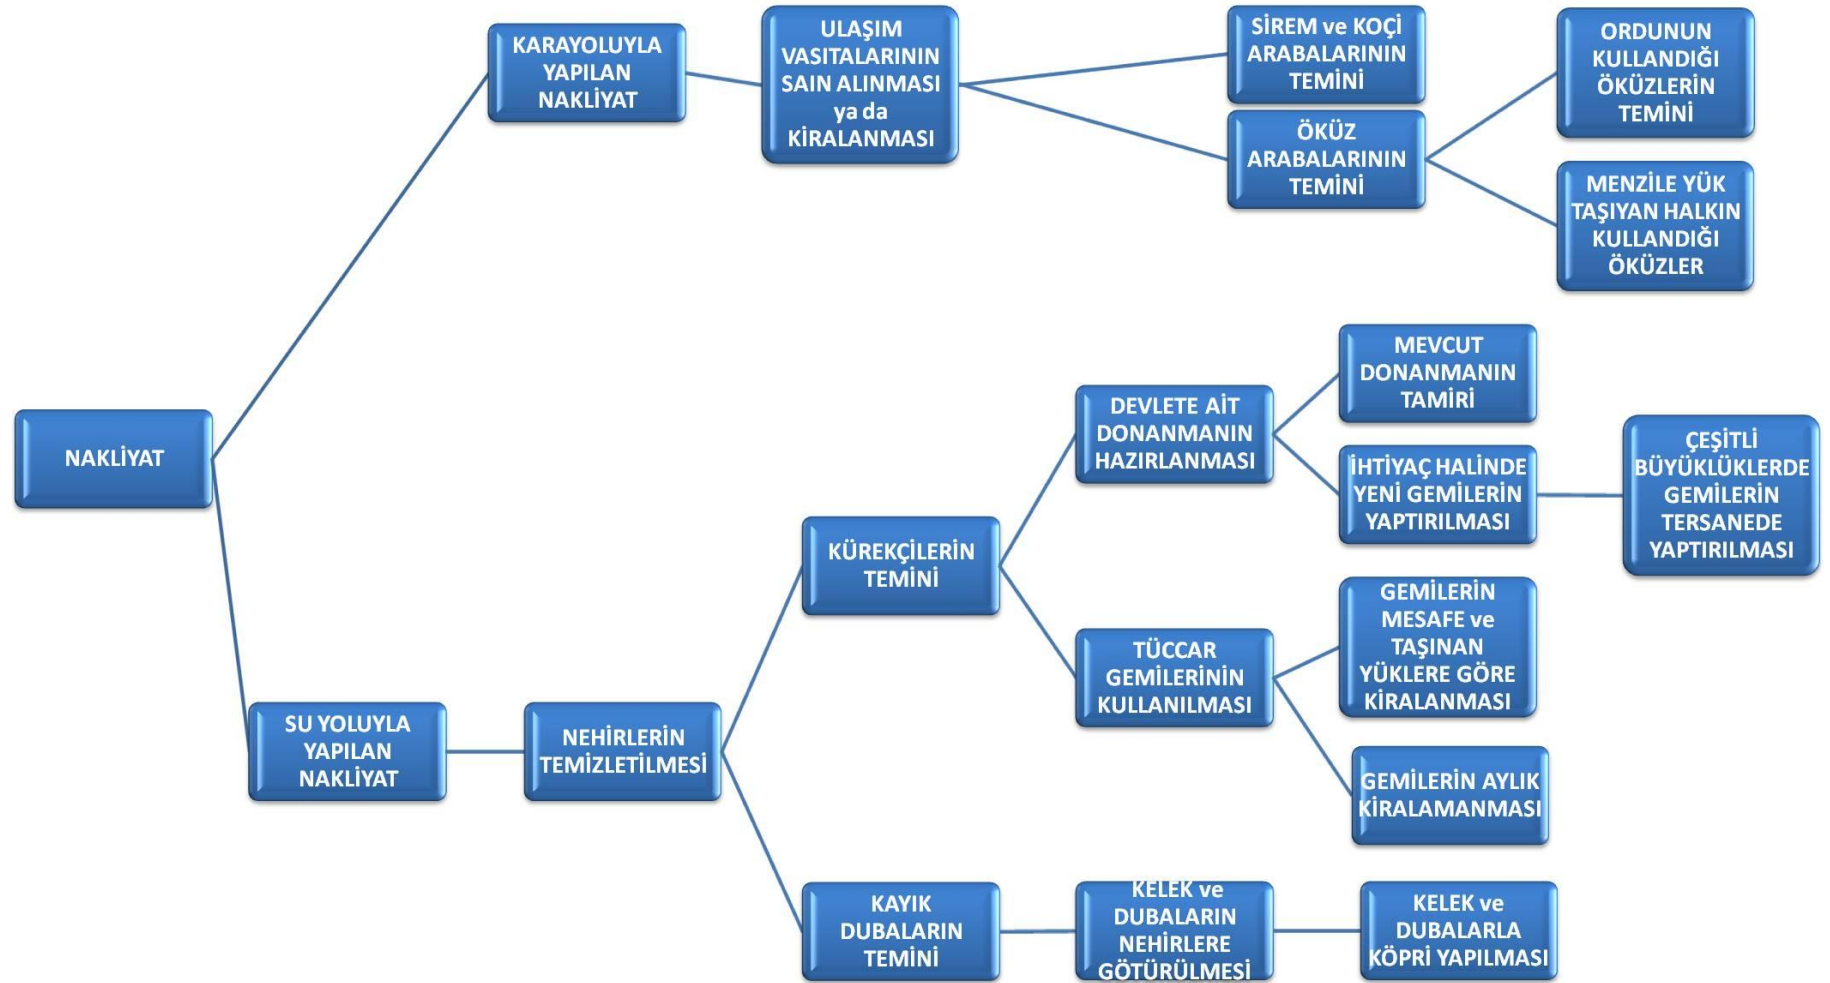 NAKLİYAT
KARAYOLUYLA
YAPILAN
NAKLİYAT
ULAŞIM
VASITALARININ
SAIN ALINMASI
ya da
KİRALANMASI
SİREM ve KOÇİ
ARABALARININ
TEMİNİ
ÖKÜZ
ARABALARININ
TEMİNİ
ORDUNUN
KULLANDIĞI
ÖKÜZLERİN
TEMİNİ
MENZİLE YÜK
TAŞIYAN HALKIN
KULLANDIĞI
ÖKÜZLER
SU YOLUYLA
YAPILAN
NAKLİYAT
NEHİRLERİN
TEMİZLETİLMESİ
KÜREKÇİLERİN
TEMİNİ
DEVLETE AİT
DONANMANIN
HAZIRLANMASI
MEVCUT
DONANMANIN
TAMİRİ
İHTİYAÇ HALİNDE
YENİ GEMİLERİN
YAPTIRILMASI
ÇEŞİTLİ
BÜYÜKLÜKLERDE
GEMİLERİN
TERSANEDE
YAPTIRILMASI
TÜCCAR
GEMİLERİNİN
KULLANILMASI
GEMİLERİN
MESAFE ve
TAŞINAN
YÜKLERE GÖRE
KİRALANMASI
GEMİLERİN AYLIK
KİRALAMANMASI
KAYIK
DUBALARIN
TEMİNİ
KELEK ve
DUBALARIN
NEHİRLERE
GÖTÜRÜLMESİ
KELEK ve
DUBALARLA
KÖPRİ YAPILMASI